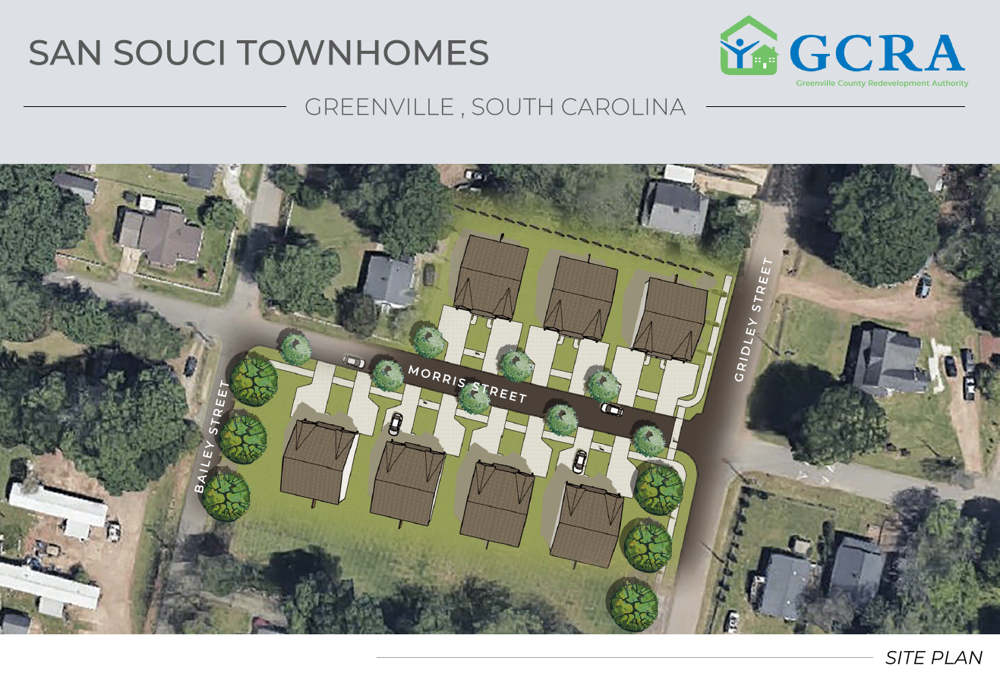 SAN SOUCI TOWNHOMES
GCRA
Greenville County Redevelopment Authority
GREENVILLE , SOUTH CAROLINA
GRIDLEY STREET
MORRIS STREET
BAILEY STREET
SITE PLAN